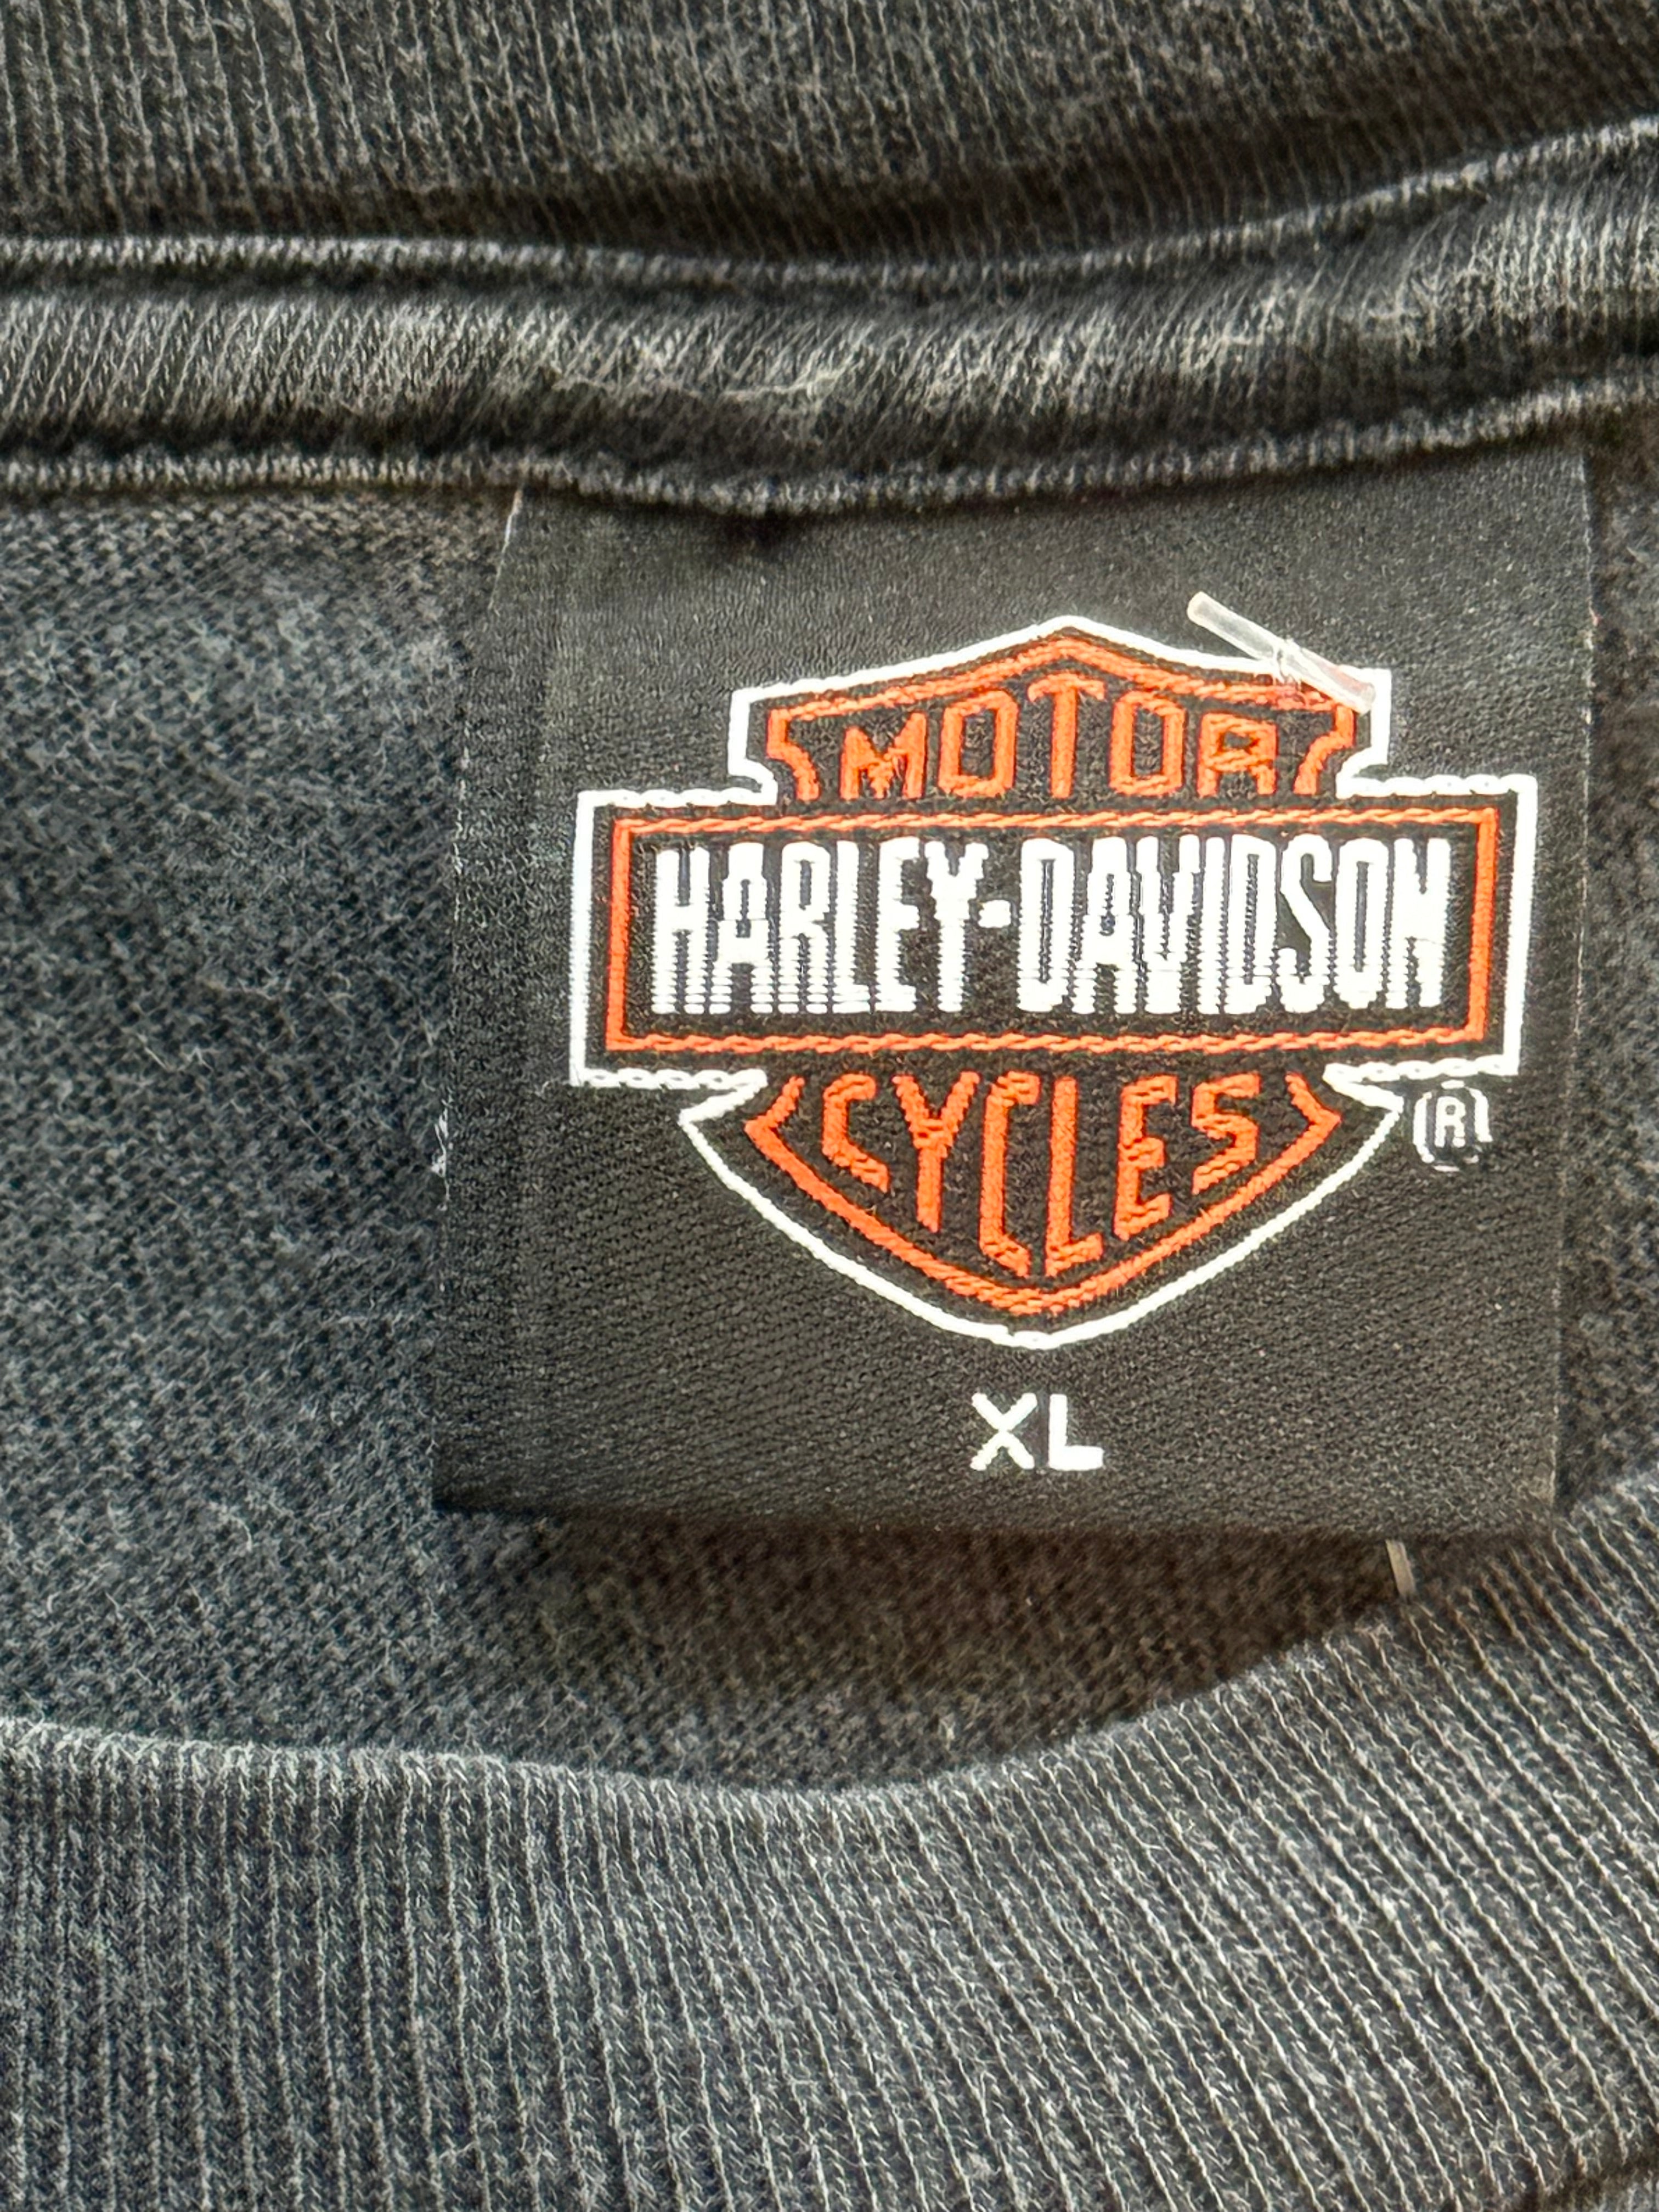 MOTOR
HARLEY-DAVIDSON
CYCLES
®
XL